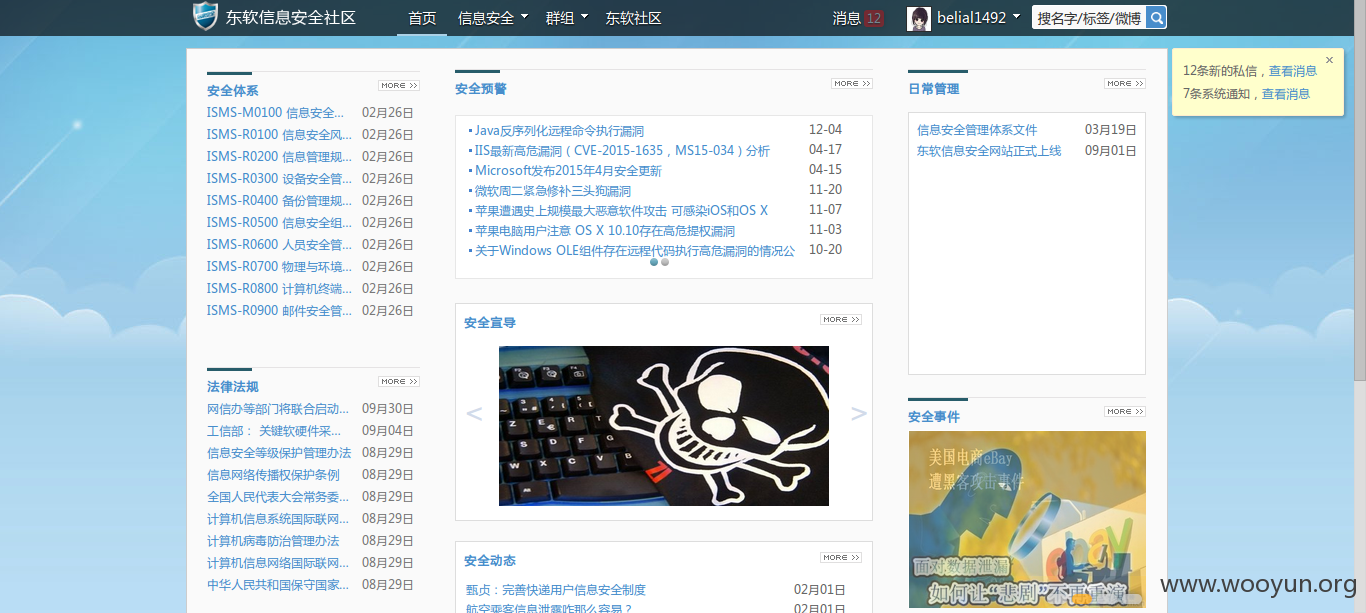 东软信息安全社区 首页 信息安全 群组 东软社区 消息 12 belial1492 搜名字/标签/微博
12条新的私信，查看消息 ×
7条系统通知，查看消息
安全体系 MORE >>
ISMS-M0100 信息安全... 02月26日
ISMS-R0100 信息安全风... 02月26日
ISMS-R0200 信息管理规... 02月26日
ISMS-R0300 设备安全管... 02月26日
ISMS-R0400 备份管理规... 02月26日
ISMS-R0500 信息安全组... 02月26日
ISMS-R0600 人员安全管... 02月26日
ISMS-R0700 物理与环境... 02月26日
ISMS-R0800 计算机终端... 02月26日
ISMS-R0900 邮件安全管... 02月26日
法律法规 MORE >>
网信办等部门将联合启动... 09月30日
工信部： 关键软硬件采... 09月04日
信息安全等级保护管理办法 08月29日
信息网络传播权保护条例 08月29日
全国人民代表大会常务委... 08月29日
计算机信息系统国际联网... 08月29日
计算机病毒防治管理办法 08月29日
计算机信息网络国际联网... 08月29日
中华人民共和国保守国家... 08月29日
安全预警 MORE >>
Java反序列化远程命令执行漏洞 12-04
IIS最新高危漏洞（CVE-2015-1635，MS15-034）分析 04-17
Microsoft发布2015年4月安全更新 04-15
微软周二紧急修补三头狗漏洞 11-20
苹果遭遇史上规模最大恶意软件攻击 可感染iOS和OS X 11-07
苹果电脑用户注意 OS X 10.10存在高危提权漏洞 11-03
关于Windows OLE组件存在远程代码执行高危漏洞的情况公 10-20
安全宣导 MORE >>
< >
安全动态 MORE >>
甄贞：完善快递用户信息安全制度 02月01日
航空乘客信息泄露咋那么容易？ 02月01日
日常管理 MORE >>
信息安全管理体系文件 03月19日
东软信息安全网站正式上线 09月01日
安全事件 MORE >>
美国电商eBay
遭黑客攻击事件
ebay
面对数据泄漏
如何让“悲剧”不再重演
www.wooyun.org